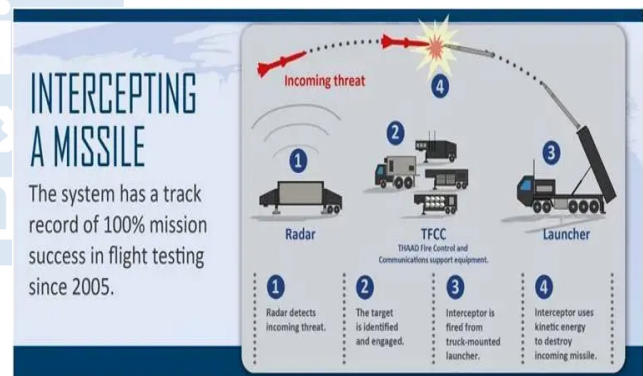 INTERCEPTING
A MISSILE
The system has a track
record of 100% mission
success in flight testing
since 2005.
Incoming threat
4
2
1
3
Radar
TFCC
THAAD Fire Control and
Communications support equipment.
Launcher
1
Radar detects
incoming threat.
2
The target
is identified
and engaged.
3
Interceptor is
fired from
truck-mounted
launcher.
4
Interceptor uses
kinetic energy
to destroy
incoming missile.